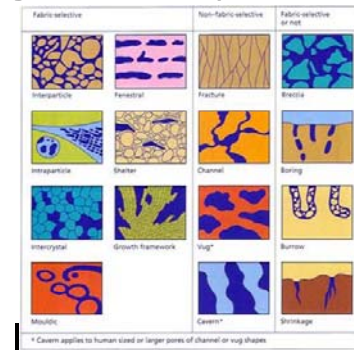 Fabric-selective Non-fabric-selective Fabric-selective
or not
Interparticle Fenestral Fracture Breccia
Intraparticle Shelter Channel Boring
Intercrystal Growth framework Vug* Burrow
Mouldic Cavern* Shrinkage
* Cavern applies to human sized or larger pores of channel or vug shapes